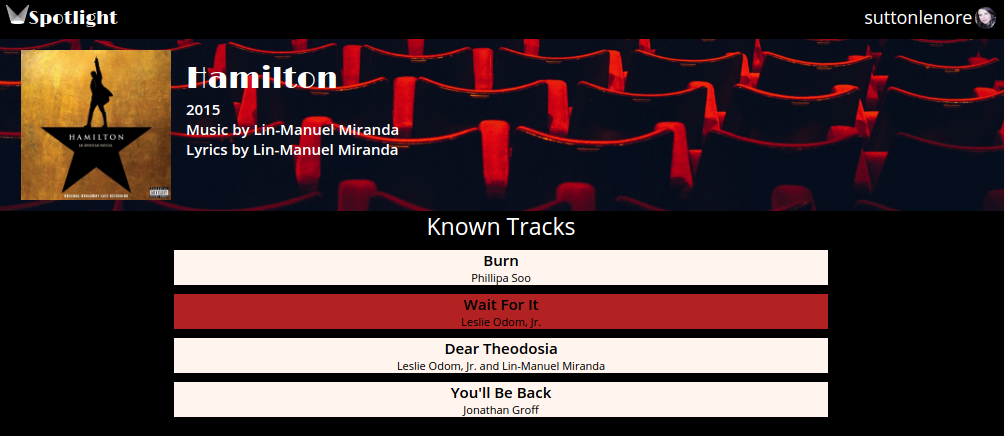 Spotlight
suttonlenore
HAMILTON
AN AMERICAN MUSICAL
ORIGINAL BROADWAY CAST RECORDING
Hamilton
2015
Music by Lin-Manuel Miranda
Lyrics by Lin-Manuel Miranda
Known Tracks
Burn
Phillipa Soo
Wait For It
Leslie Odom, Jr.
Dear Theodosia
Leslie Odom, Jr. and Lin-Manuel Miranda
You'll Be Back
Jonathan Groff